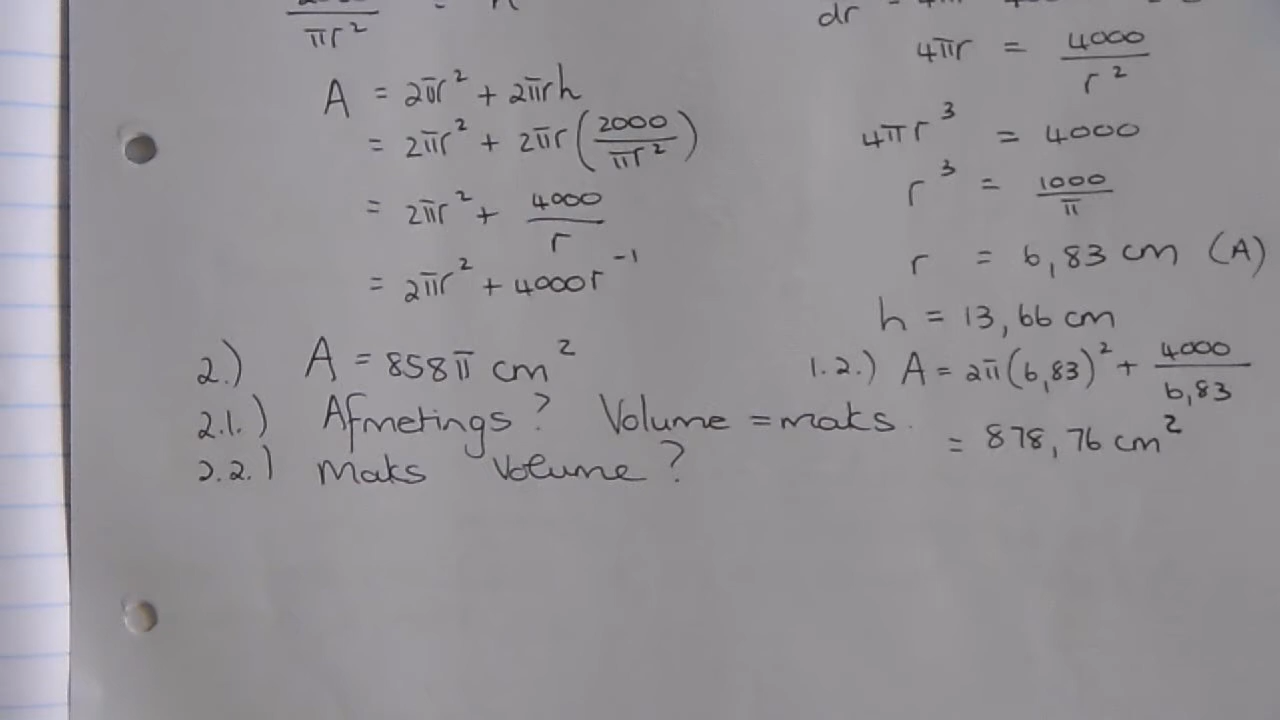 πr²
A = 2πr² + 2πrh
= 2πr² + 2πr(2000/πr²)
= 2πr² + 4000/r
= 2πr² + 4000r⁻¹
2.) A = 858π cm²
2.1.) Afmetings? Volume = maks.
2.2.) Maks Volume?
dr
4πr = 4000/r²
4πr³ = 4000
r³ = 1000/π
r = 6,83 cm (A)
h = 13,66 cm
1.2.) A = 2π(6,83)² + 4000/6,83
= 878,76 cm²